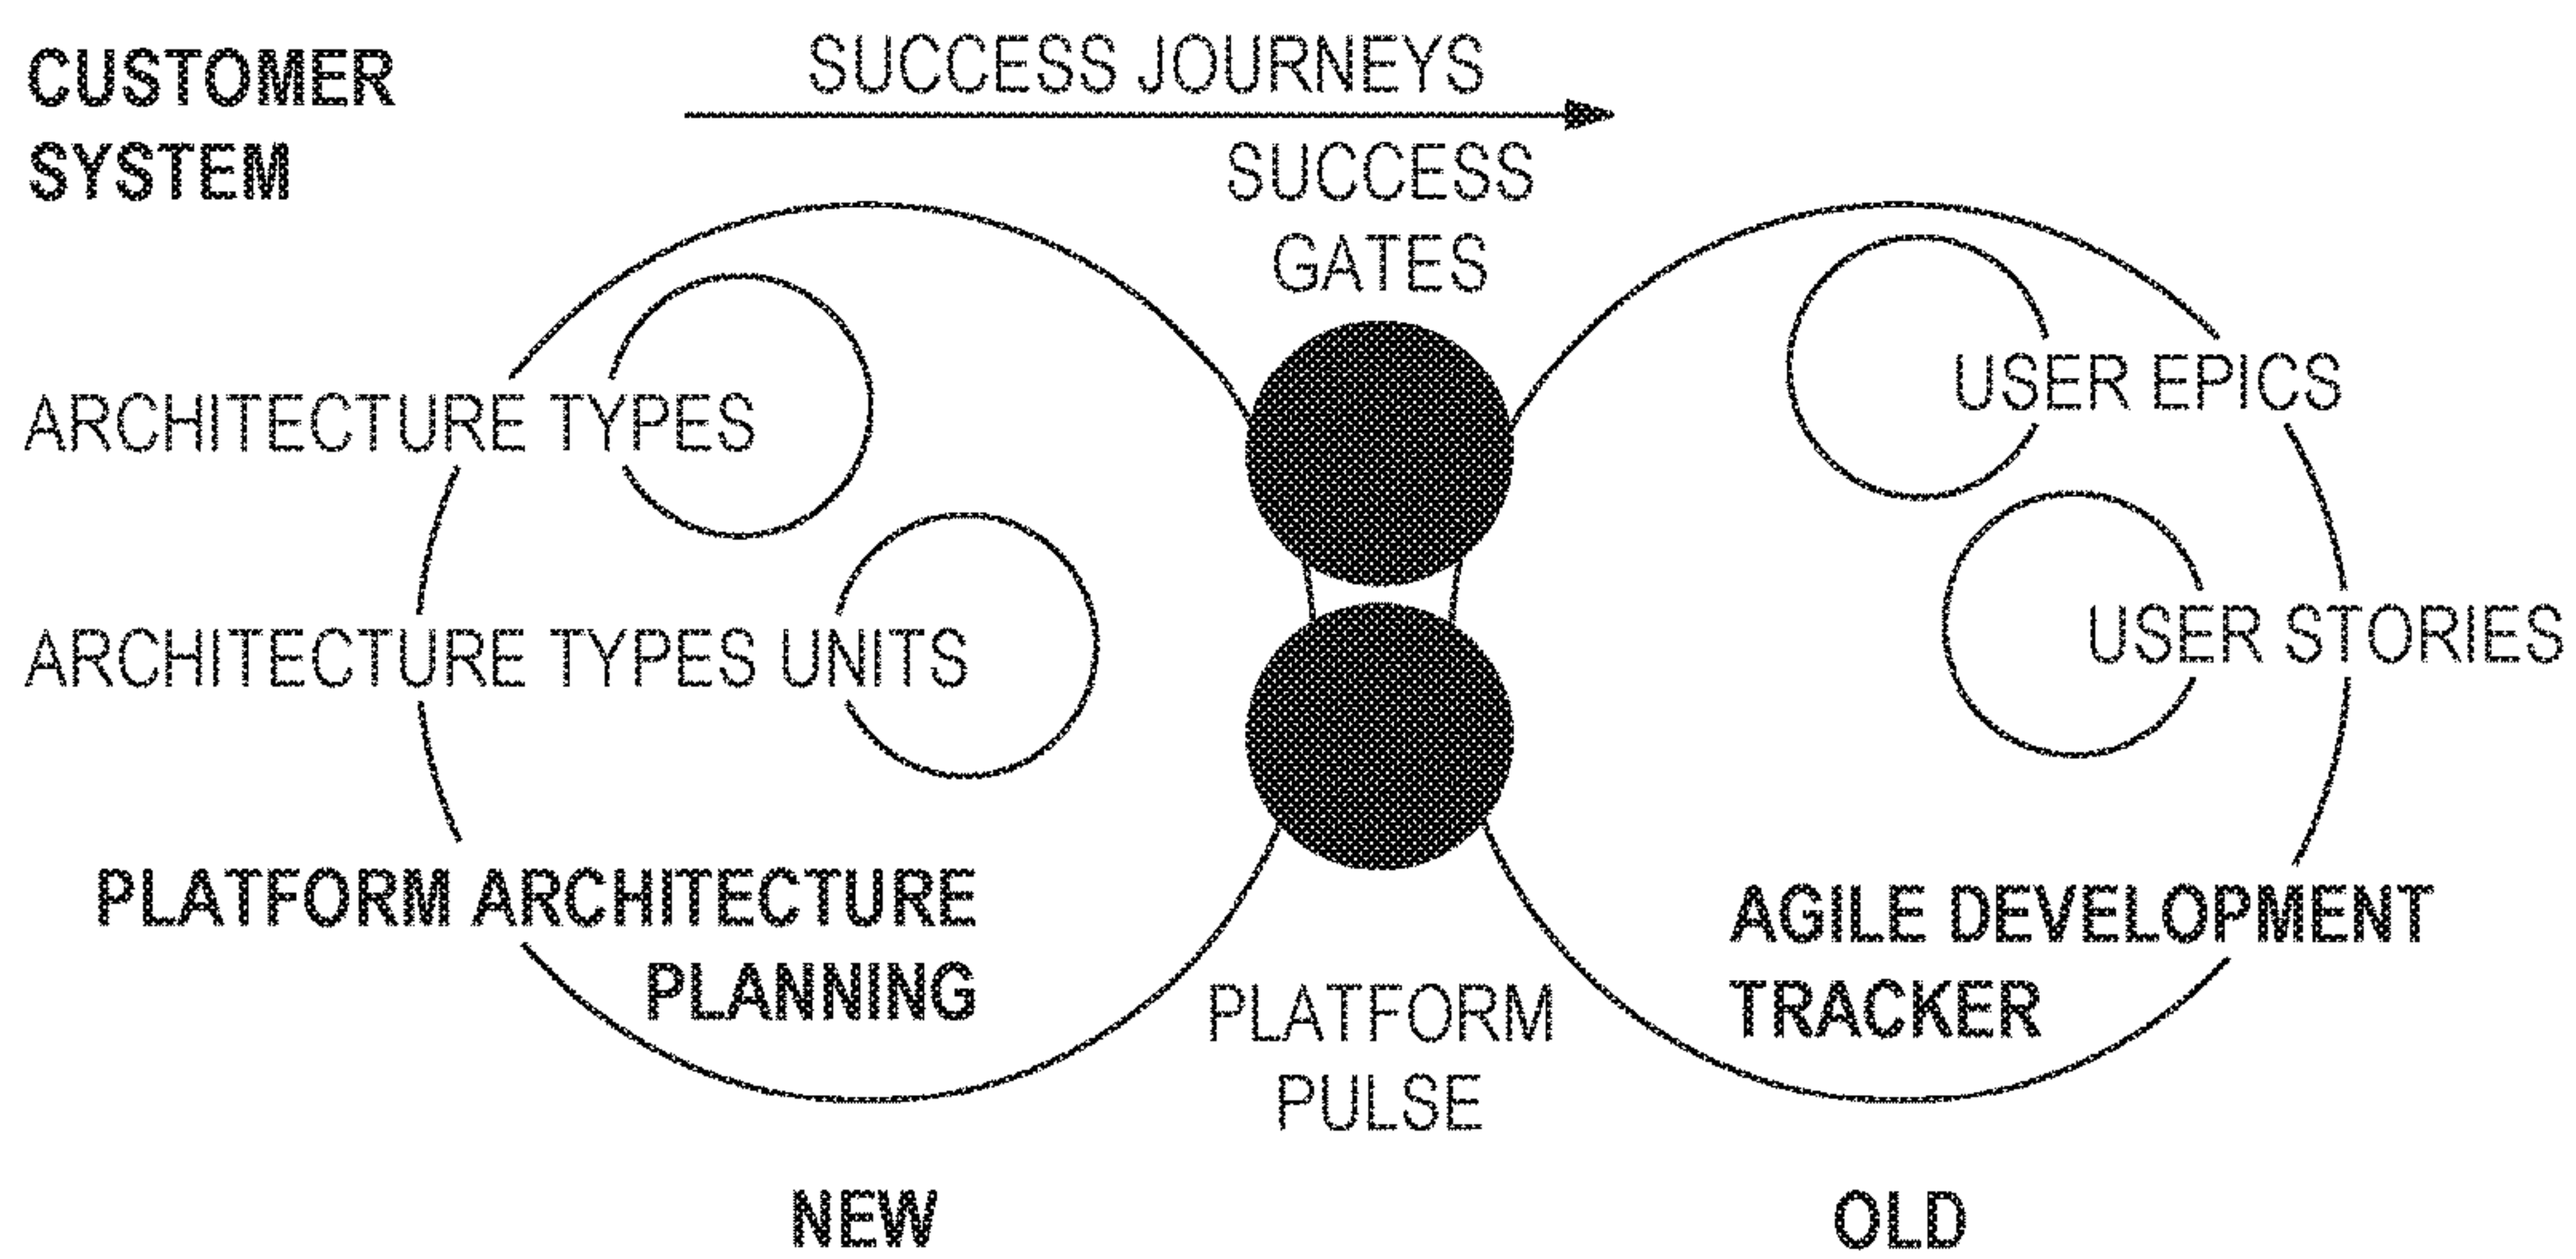 CUSTOMER
SYSTEM
SUCCESS JOURNEYS
SUCCESS
GATES
ARCHITECTURE TYPES
USER EPICS
ARCHITECTURE TYPES UNITS
USER STORIES
PLATFORM ARCHITECTURE
PLANNING
AGILE DEVELOPMENT
TRACKER
PLATFORM
PULSE
NEW
OLD